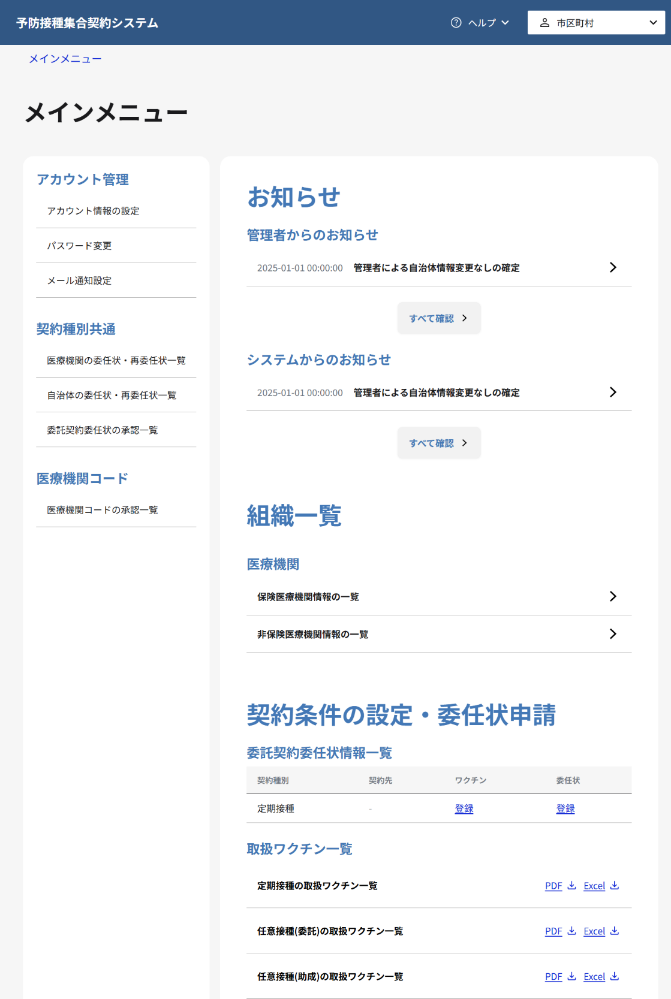 予防接種集合契約システム
ヘルプ
市区町村
メインメニュー
メインメニュー
アカウント管理
アカウント情報の設定
パスワード変更
メール通知設定
契約種別共通
医療機関の委任状・再委任状一覧
自治体の委任状・再委任状一覧
委託契約委任状の承認一覧
医療機関コード
医療機関コードの承認一覧
お知らせ
管理者からのお知らせ
2025-01-01 00:00:00 管理者による自治体情報変更なしの確定
すべて確認
システムからのお知らせ
2025-01-01 00:00:00 管理者による自治体情報変更なしの確定
すべて確認
組織一覧
医療機関
保険医療機関情報の一覧
非保険医療機関情報の一覧
契約条件の設定・委任状申請
委託契約委任状情報一覧
契約種別 契約先 ワクチン 委任状
定期接種 - 登録 登録
取扱ワクチン一覧
定期接種の取扱ワクチン一覧 PDF Excel
任意接種(委託)の取扱ワクチン一覧 PDF Excel
任意接種(助成)の取扱ワクチン一覧 PDF Excel